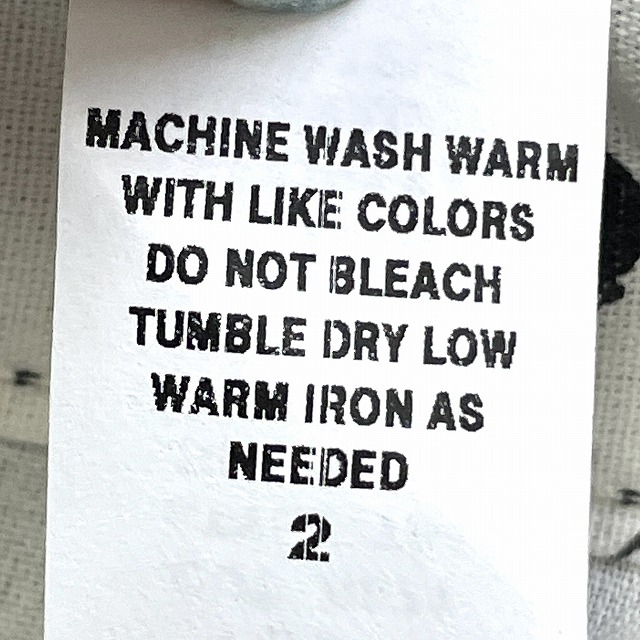 MACHINE WASH WARM
WITH LIKE COLORS
DO NOT BLEACH
TUMBLE DRY LOW
WARM IRON AS
NEEDED
2